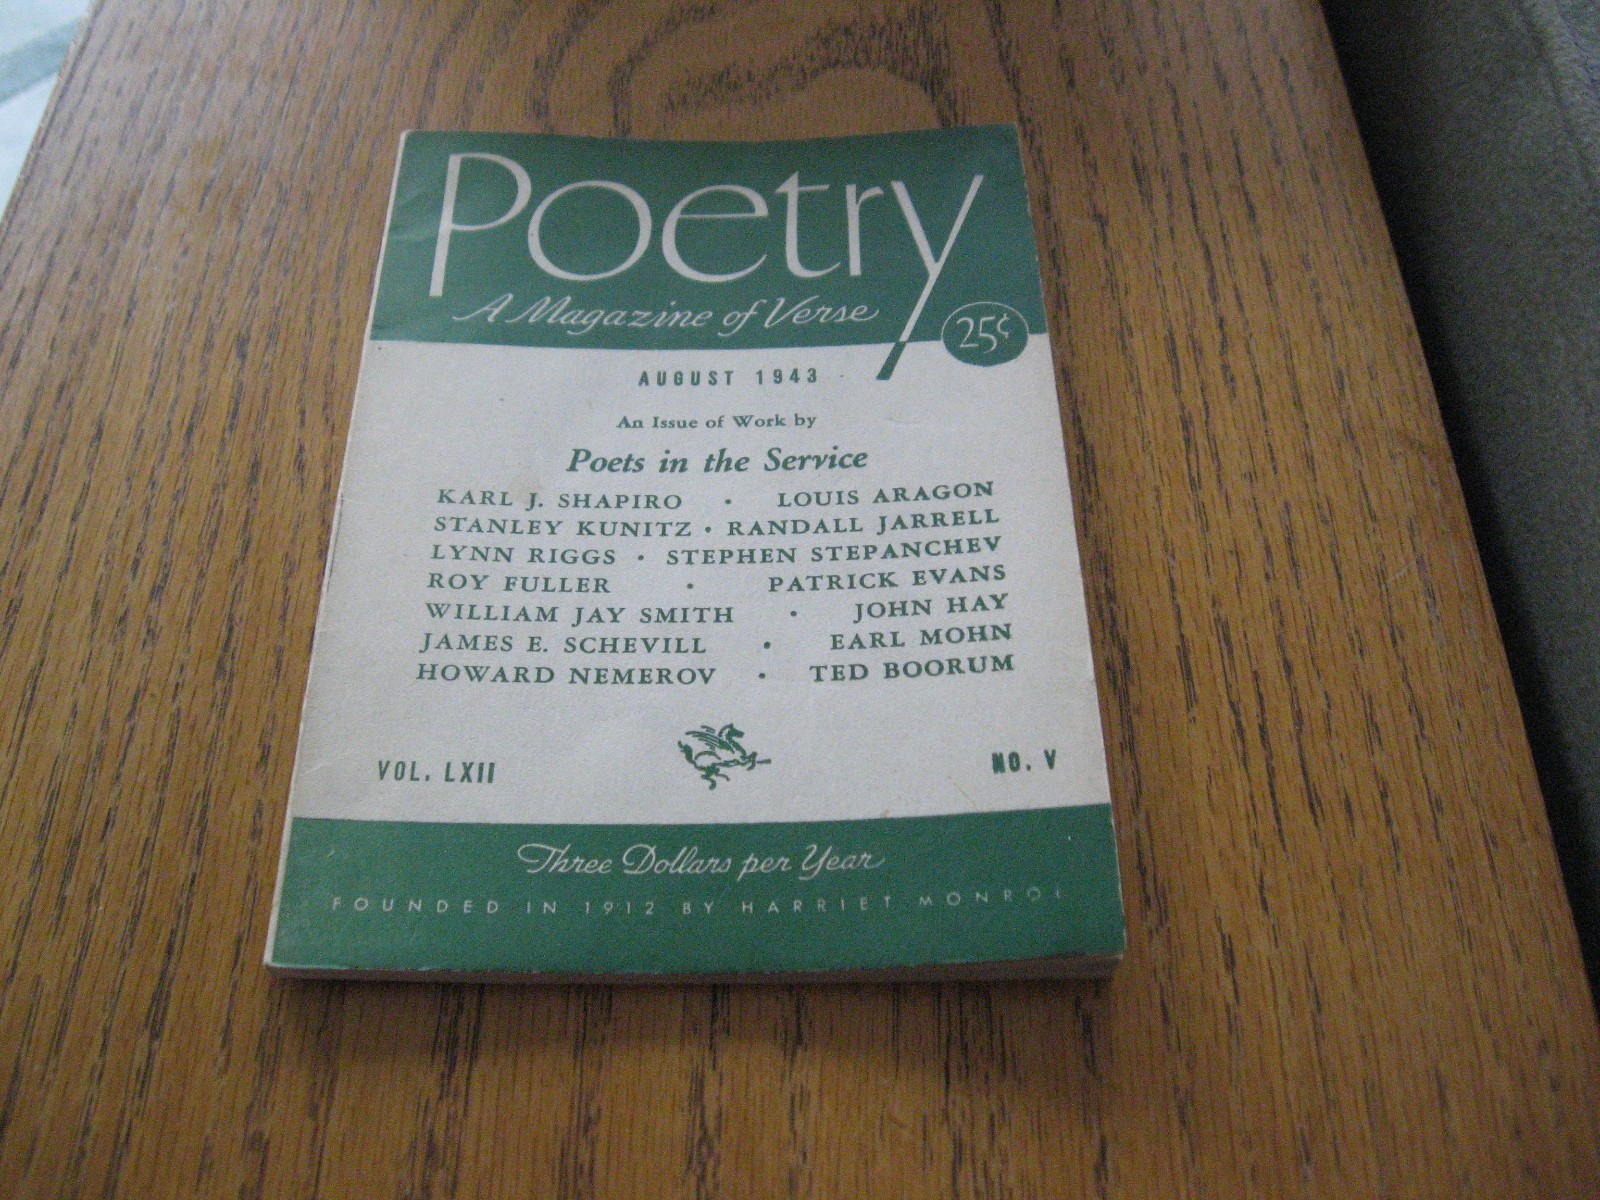 Poetry
A Magazine of Verse
25¢
AUGUST 1943
An Issue of Work by
Poets in the Service
KARL J. SHAPIRO • LOUIS ARAGON
STANLEY KUNITZ • RANDALL JARRELL
LYNN RIGGS • STEPHEN STEPANCHEV
ROY FULLER • PATRICK EVANS
WILLIAM JAY SMITH • JOHN HAY
JAMES E. SCHEVILL • EARL MOHN
HOWARD NEMEROV • TED BOORUM
VOL. LXII NO. V
Three Dollars per Year
FOUNDED IN 1912 BY HARRIET MONROE